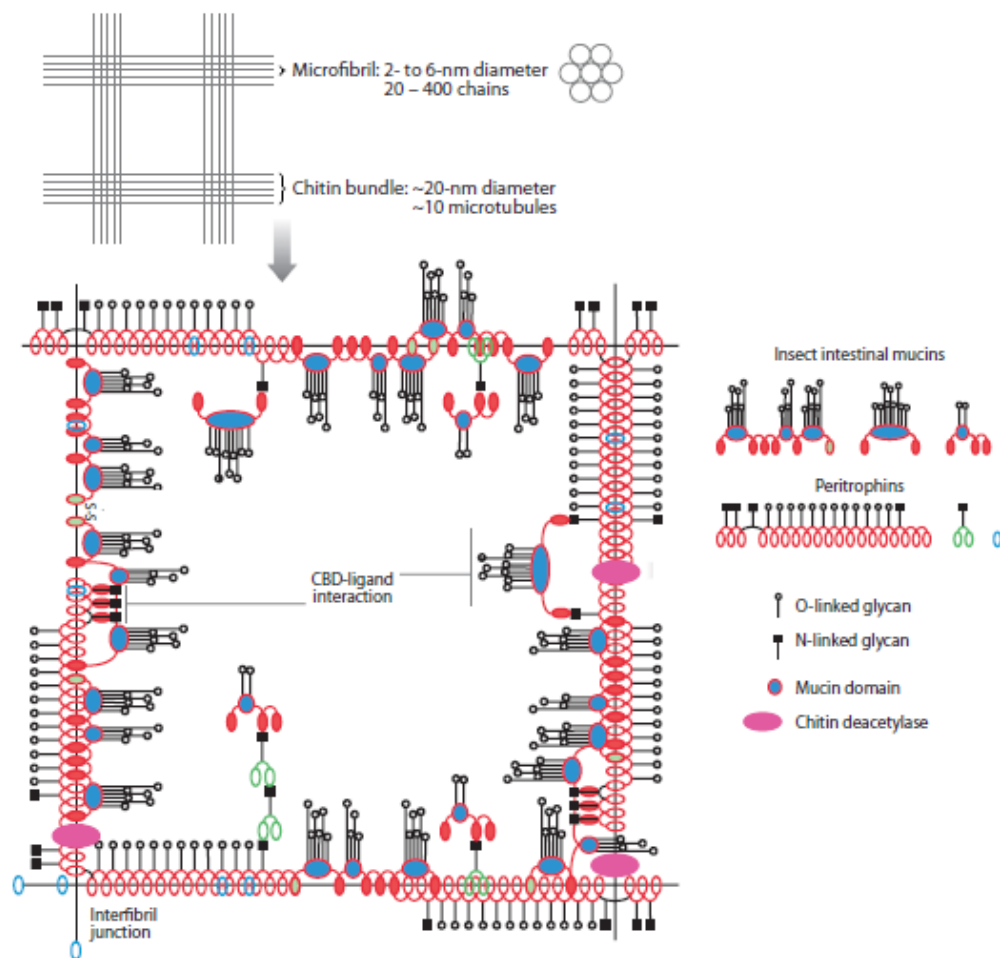 Microfibril: 2- to 6-nm diameter
20 – 400 chains
Chitin bundle: ~20-nm diameter
~10 microtubules
Insect intestinal mucins
Peritrophins
S-S
CBD-ligand
interaction
O-linked glycan
N-linked glycan
Mucin domain
Chitin deacetylase
Interfibril
junction